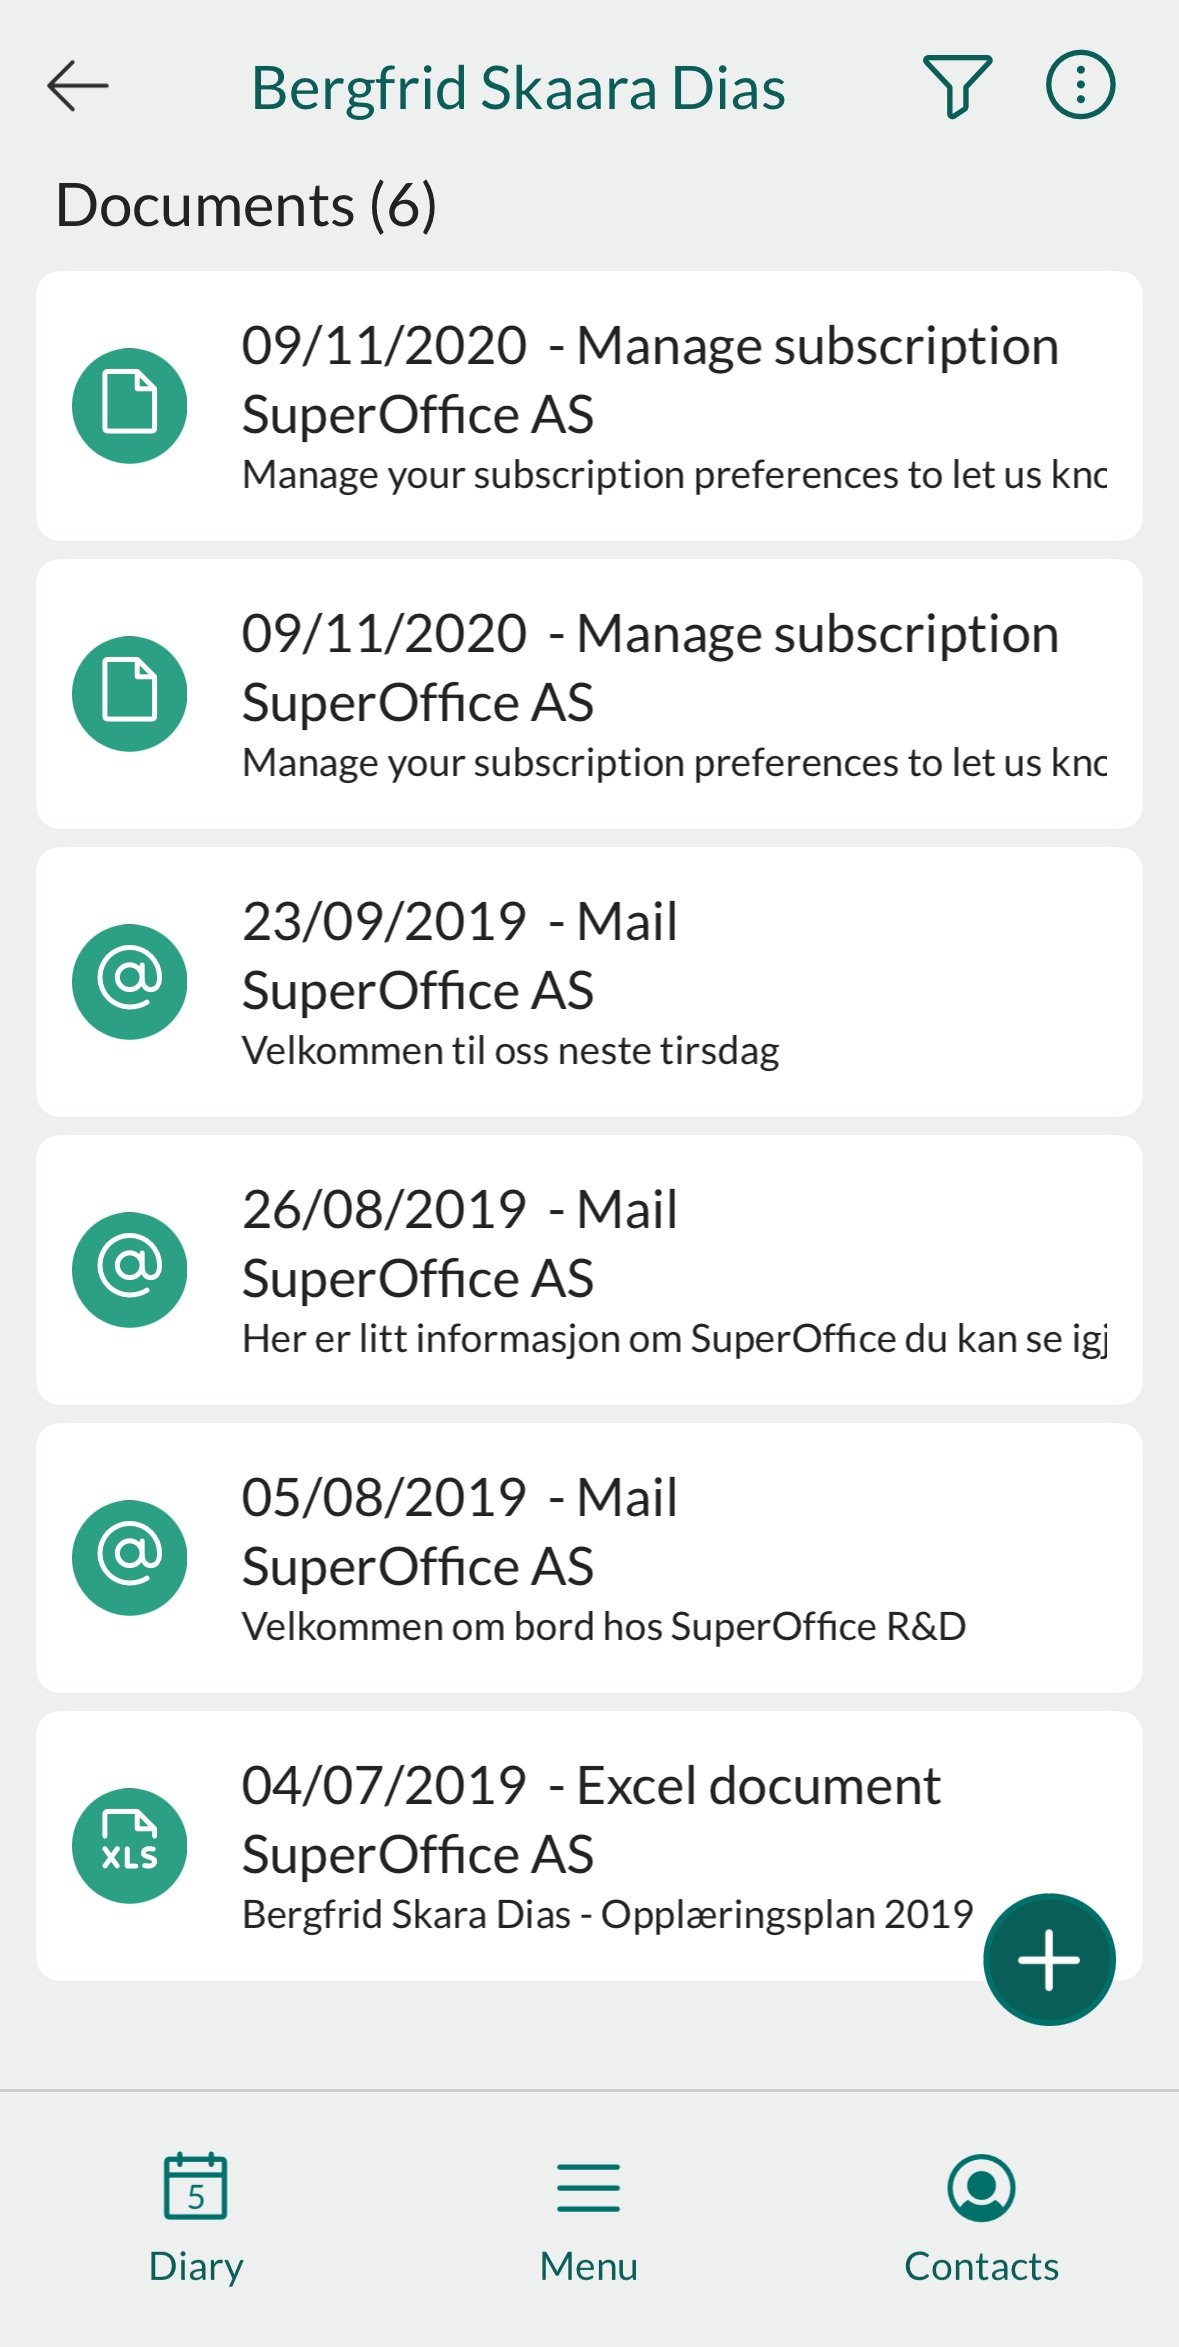 Bergfrid Skaara Dias
Documents (6)
09/11/2020 - Manage subscription
SuperOffice AS
Manage your subscription preferences to let us
09/11/2020 - Manage subscription
SuperOffice AS
Manage your subscription preferences to let us
23/09/2019 - Mail
SuperOffice AS
Velkommen til oss neste tirsdag
26/08/2019 - Mail
SuperOffice AS
Her er litt informasjon om SuperOffice du kan se
05/08/2019 - Mail
SuperOffice AS
Velkommen om bord hos SuperOffice R&D
04/07/2019 - Excel document
XLS
SuperOffice AS
Bergfrid Skara Dias - Opplæringsplan 2019
5
Diary
Menu
Contacts